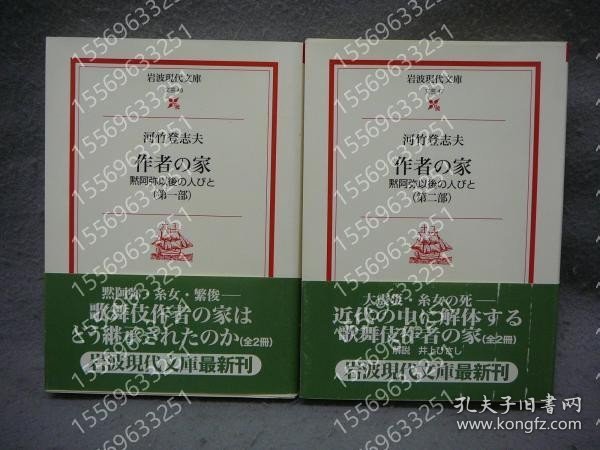 岩波現代文庫
河竹登志夫
作者の家
黙阿弥以後の人びと
(第一部)
黙阿弥・糸女・繁俊──
歌舞伎作者の家は
どう継承されたのか(全2冊)
岩波現代文庫最新刊
岩波現代文庫
文芸47
河竹登志夫
作者の家
黙阿弥以後の人びと
(第二部)
大震災・糸女の死──
近代の中に解体する
歌舞伎作者の家(全2冊)
解説 井上ひさし
岩波現代文庫最新刊
15569633251
孔夫子旧书网
www.kongfz.com